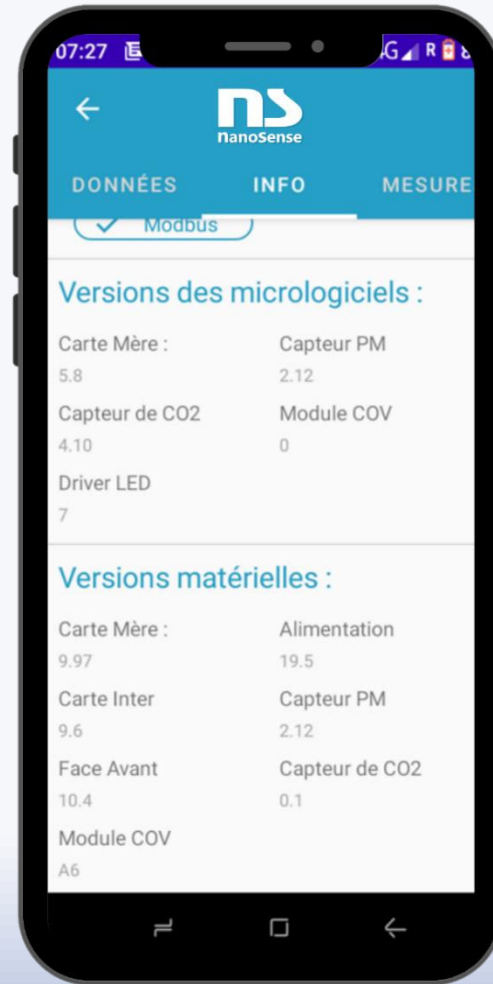 07:27
G R
ns
nanoSense
DONNÉES INFO MESURE
Modbus
Versions des micrologiciels :
Carte Mère : Capteur PM
5.8 2.12
Capteur de CO2 Module COV
4.10 0
Driver LED
7
Versions matérielles :
Carte Mère : Alimentation
9.97 19.5
Carte Inter Capteur PM
9.6 2.12
Face Avant Capteur de CO2
10.4 0.1
Module COV
A6